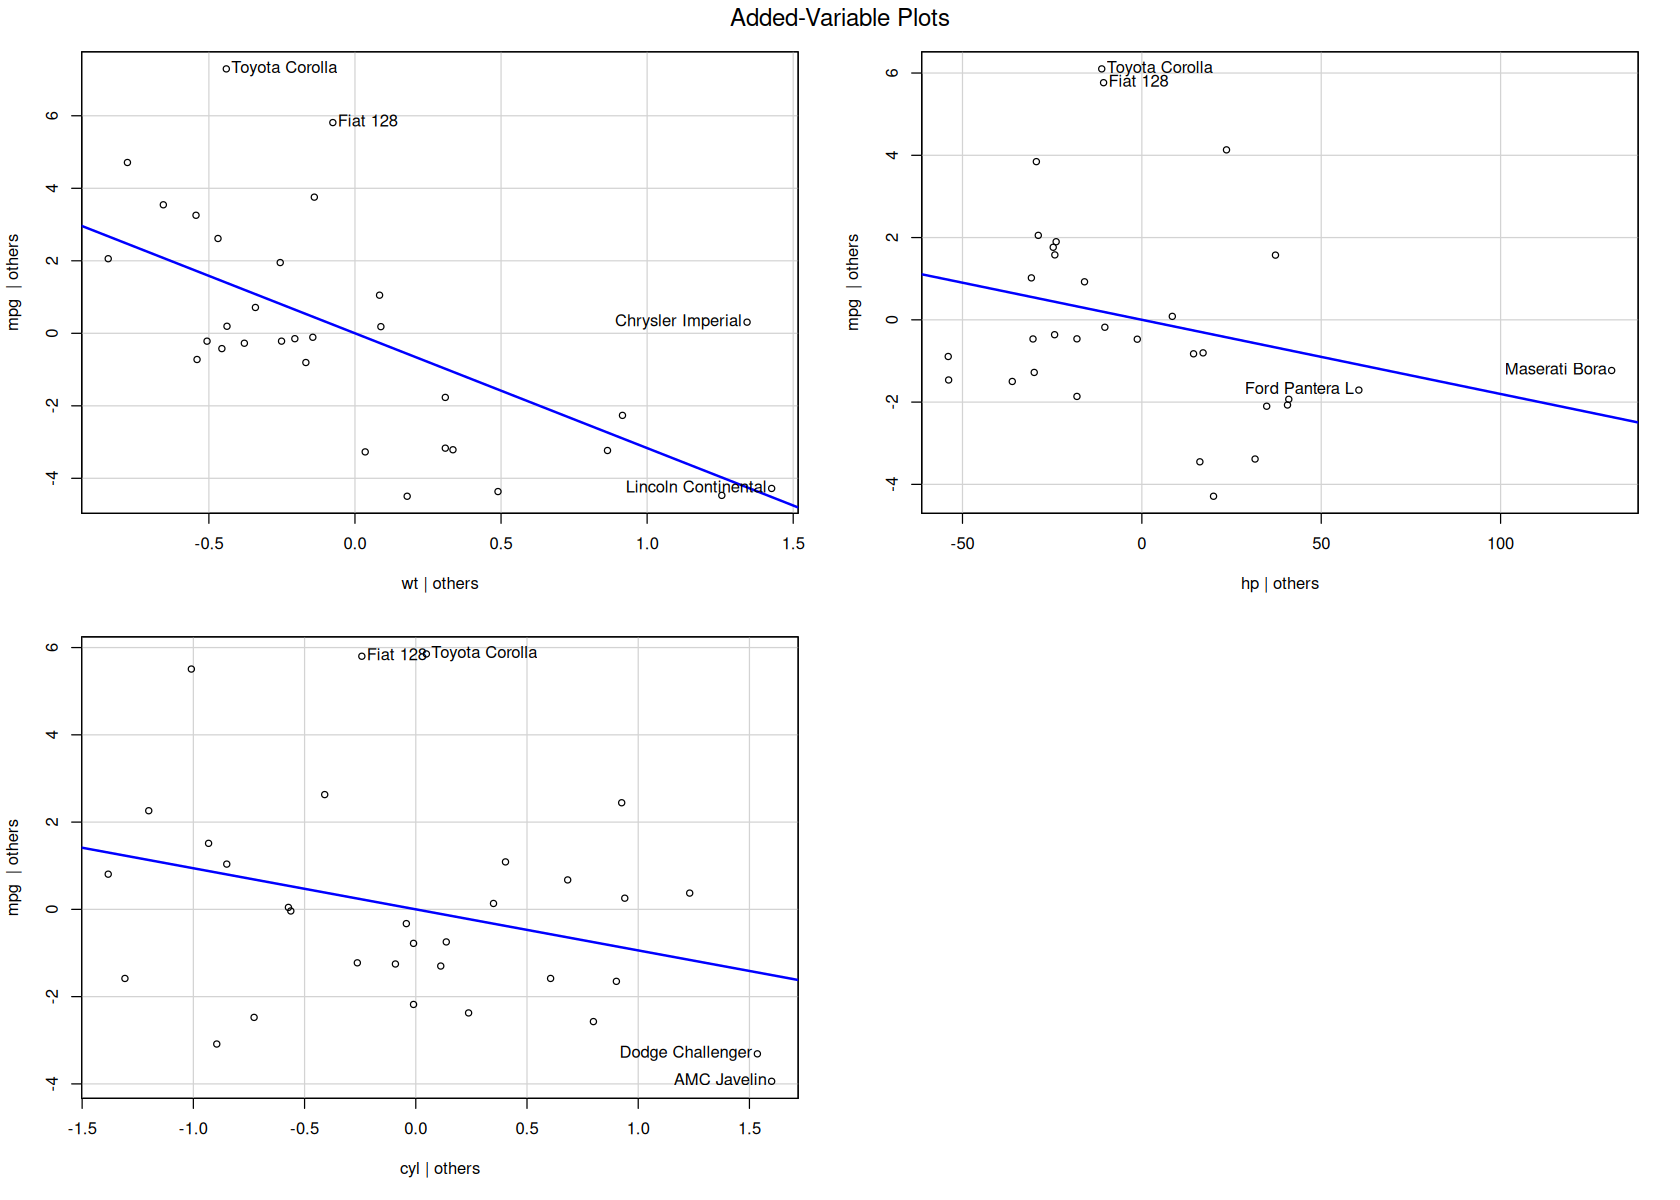 Added-Variable Plots
Toyota Corolla
Fiat 128
Chrysler Imperial
Lincoln Continental
6
4
2
0
-2
-4
-0.5 0.0 0.5 1.0 1.5
mpg | others
wt | others
Toyota Corolla
Fiat 128
Maserati Bora
Ford Pantera L
6
4
2
0
-2
-4
-50 0 50 100
mpg | others
hp | others
Fiat 128
Toyota Corolla
Dodge Challenger
AMC Javelin
6
4
2
0
-2
-4
-1.5 -1.0 -0.5 0.0 0.5 1.0 1.5
mpg | others
cyl | others